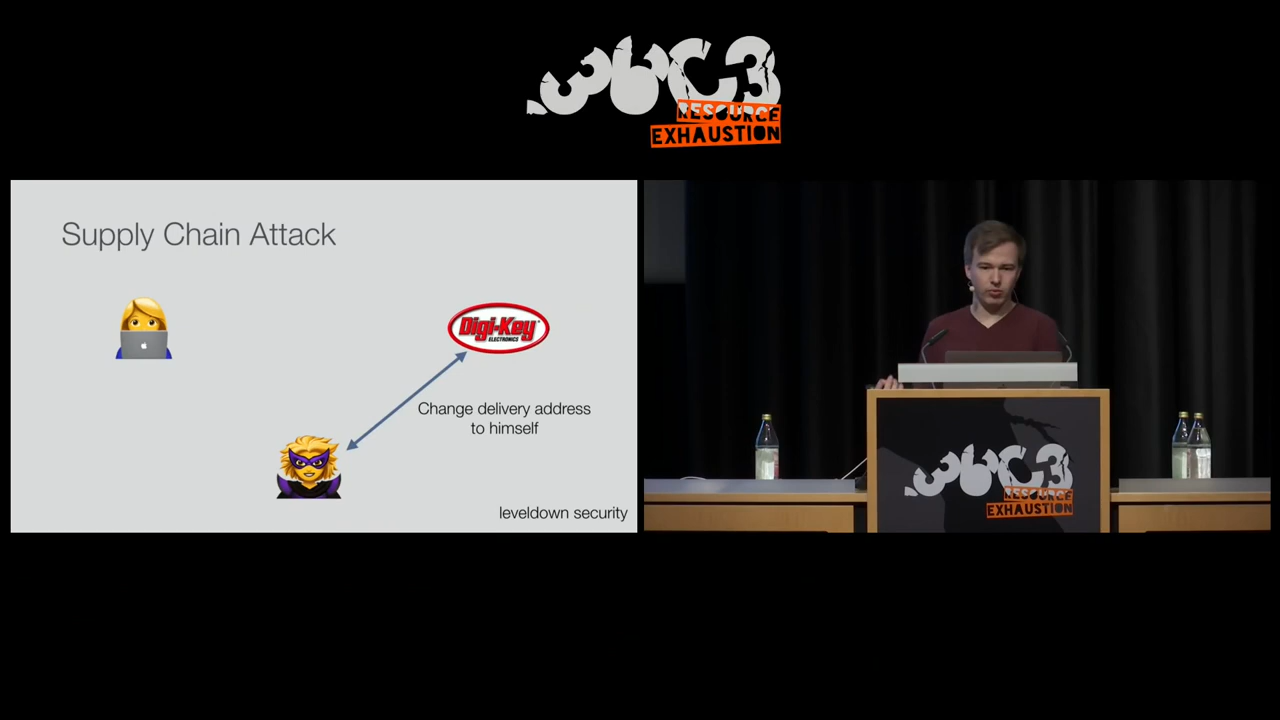 36C3
RESOURCE
EXHAUSTION
Supply Chain Attack
Digi-Key
ELECTRONICS
Change delivery address
to himself
leveldown security
36C3
RESOURCE
EXHAUSTION